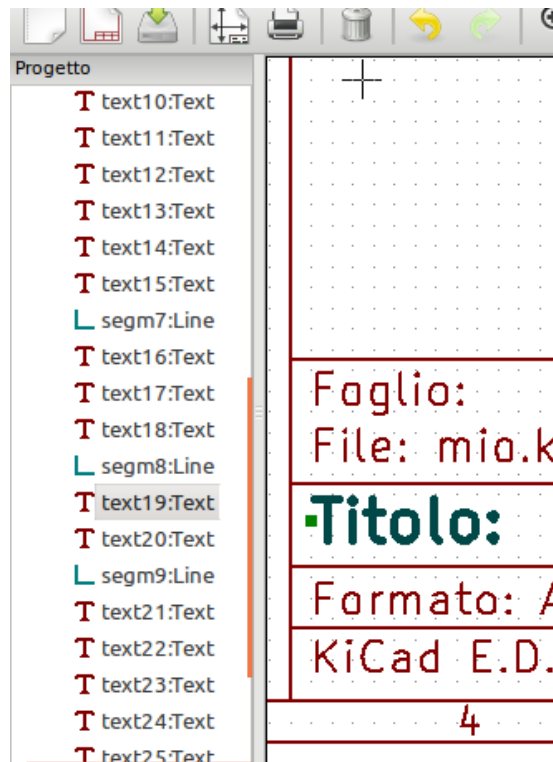 Progetto
text10:Text
text11:Text
text12:Text
text13:Text
text14:Text
text15:Text
segm7:Line
text16:Text
text17:Text
text18:Text
segm8:Line
text19:Text
text20:Text
segm9:Line
text21:Text
text22:Text
text23:Text
text24:Text
text25:Text
Foglio:
File: mio.k
Titolo:
Formato: A
KiCad E.D.
4